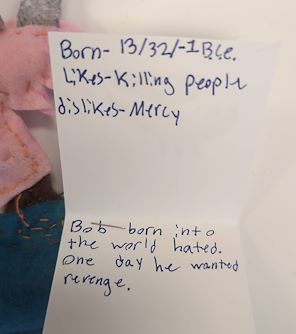 Born- 13/32/-1 B.C.e.
Likes- Killing people
dislikes- Mercy
Bob born into
the world hated.
One day he wanted
revenge.